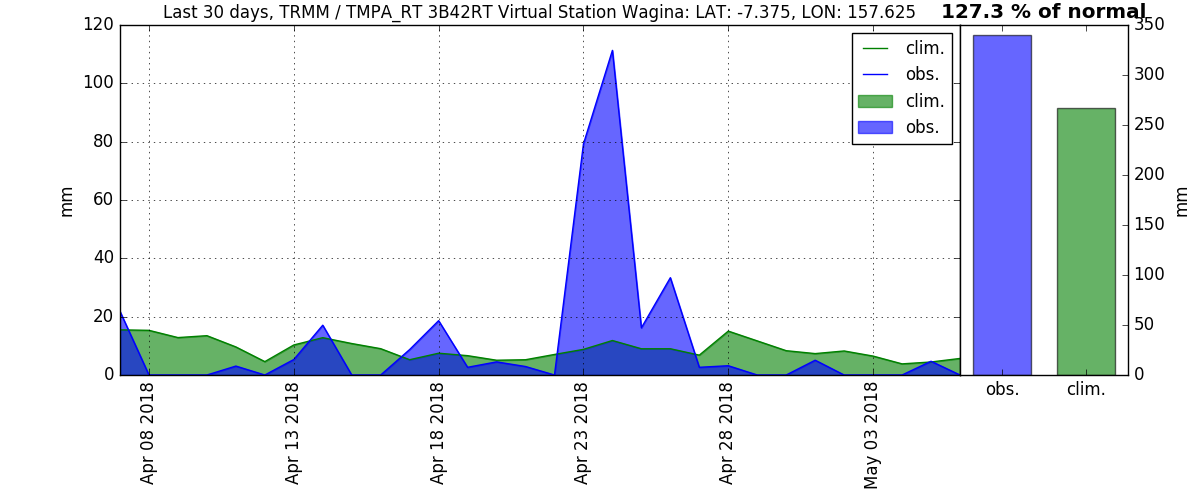 Last 30 days, TRMM / TMPA_RT 3B42RT Virtual Station Wagina: LAT: -7.375, LON: 157.625
127.3 % of normal
120
100
80
60
40
20
0
mm
clim.
obs.
clim.
obs.
350
300
250
200
150
100
50
0
mm
Apr 08 2018
Apr 13 2018
Apr 18 2018
Apr 23 2018
Apr 28 2018
May 03 2018
obs.
clim.